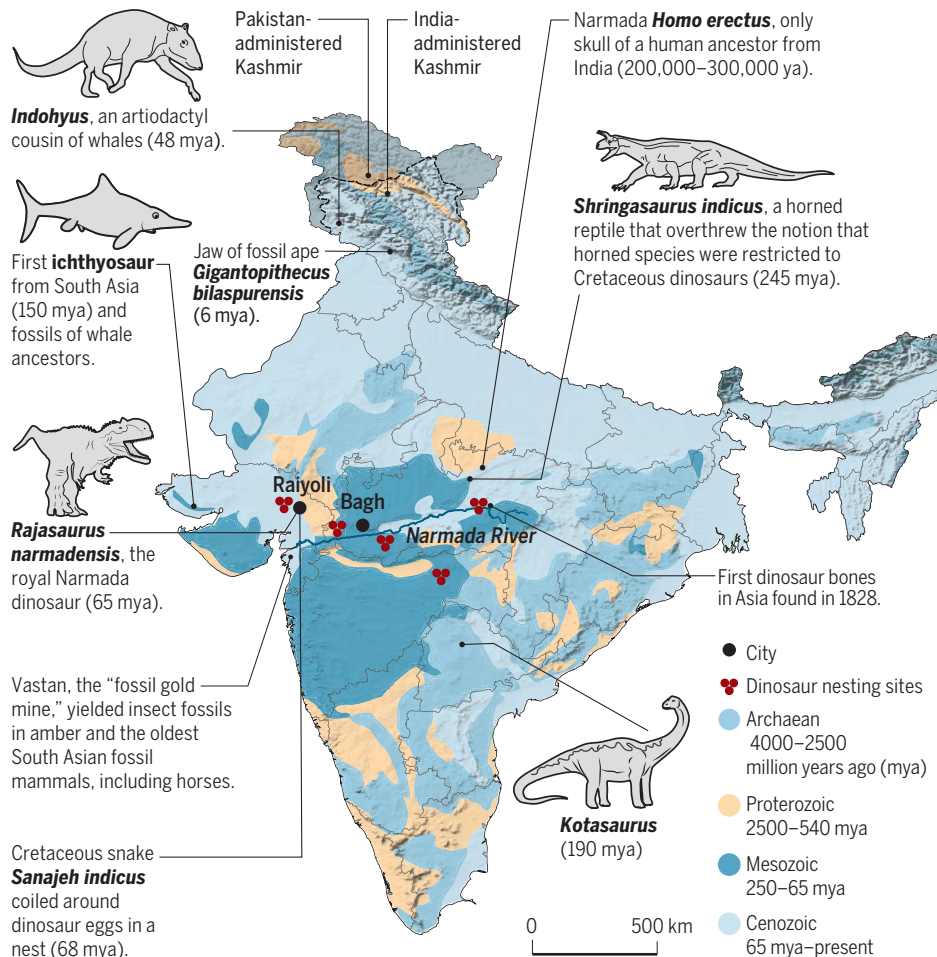 Pakistan-
administered
Kashmir
India-
administered
Kashmir
Narmada Homo erectus, only
skull of a human ancestor from
India (200,000–300,000 ya).
Indohyus, an artiodactyl
cousin of whales (48 mya).
Shringasaurus indicus, a horned
reptile that overthrew the notion that
horned species were restricted to
Cretaceous dinosaurs (245 mya).
First ichthyosaur
from South Asia
(150 mya) and
fossils of whale
ancestors.
Jaw of fossil ape
Gigantopithecus
bilaspurensis
(6 mya).
Raiyoli
Bagh
Narmada River
Rajasaurus
narmadensis, the
royal Narmada
dinosaur (65 mya).
First dinosaur bones
in Asia found in 1828.
Vastan, the “fossil gold
mine,” yielded insect fossils
in amber and the oldest
South Asian fossil
mammals, including horses.
Kotasaurus
(190 mya)
Cretaceous snake
Sanajeh indicus
coiled around
dinosaur eggs in a
nest (68 mya).
City
Dinosaur nesting sites
Archaean
4000–2500
million years ago (mya)
Proterozoic
2500–540 mya
Mesozoic
250–65 mya
Cenozoic
65 mya–present
0 500 km